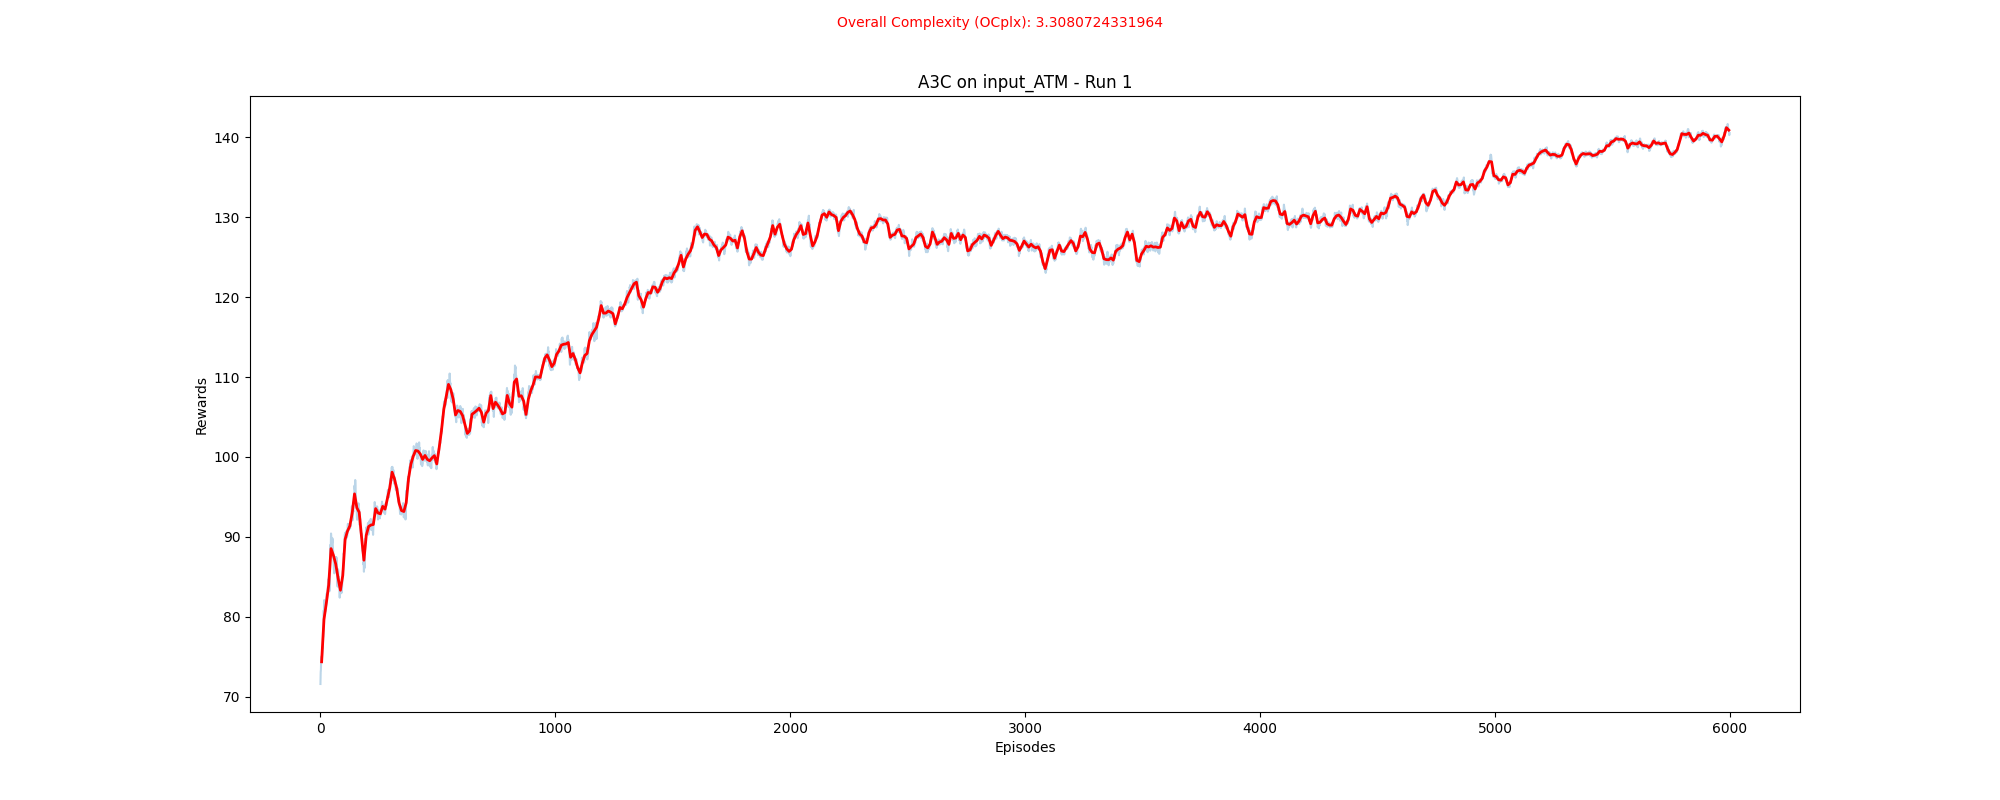 Overall Complexity (OCplx): 3.3080724331964
A3C on input_ATM - Run 1
140
130
120
110
100
90
80
70
Rewards
0 1000 2000 3000 4000 5000 6000
Episodes